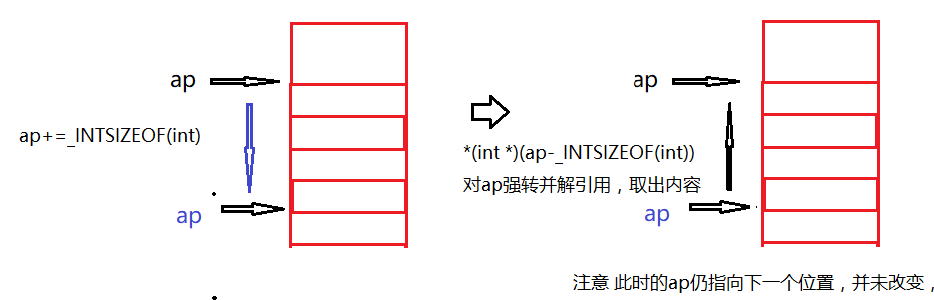 ap
ap+=_INTSIZEOF(int)
ap
ap
*(int *)(ap-_INTSIZEOF(int))
对ap强转并解引用，取出内容
ap
注意 此时的ap仍指向下一个位置，并未改变，